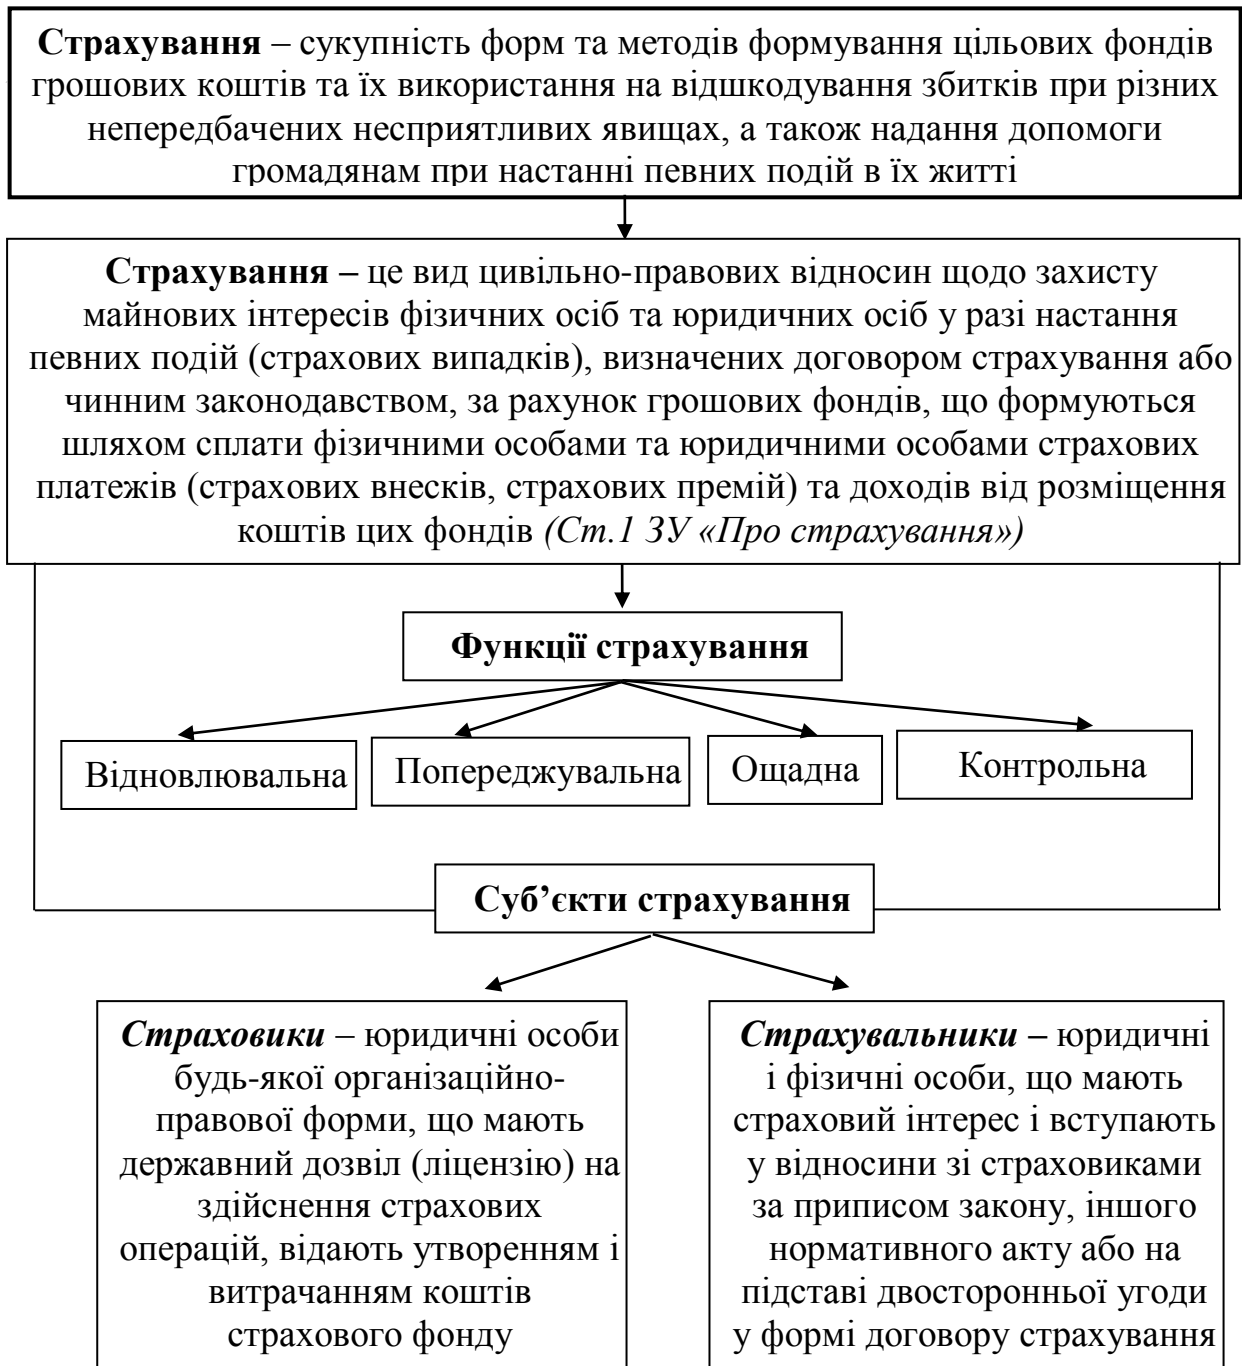 Страхування – сукупність форм та методів формування цільових фондів
грошових коштів та їх використання на відшкодування збитків при різних
непередбачених несприятливих явищах, а також надання допомоги
громадянам при настанні певних подій в їх житті
Страхування – це вид цивільно-правових відносин щодо захисту
майнових інтересів фізичних осіб та юридичних осіб у разі настання
певних подій (страхових випадків), визначених договором страхування або
чинним законодавством, за рахунок грошових фондів, що формуються
шляхом сплати фізичними особами та юридичними особами страхових
платежів (страхових внесків, страхових премій) та доходів від розміщення
коштів цих фондів (Ст.1 ЗУ «Про страхування»)
Функції страхування
Відновлювальна
Попереджувальна
Ощадна
Контрольна
Суб’єкти страхування
Страховики – юридичні особи
будь-якої організаційно-
правової форми, що мають
державний дозвіл (ліцензію) на
здійснення страхових
операцій, відають утворенням і
витрачанням коштів
страхового фонду
Страхувальники – юридичні
і фізичні особи, що мають
страховий інтерес і вступають
у відносини зі страховиками
за приписом закону, іншого
нормативного акту або на
підставі двосторонньої угоди
у формі договору страхування